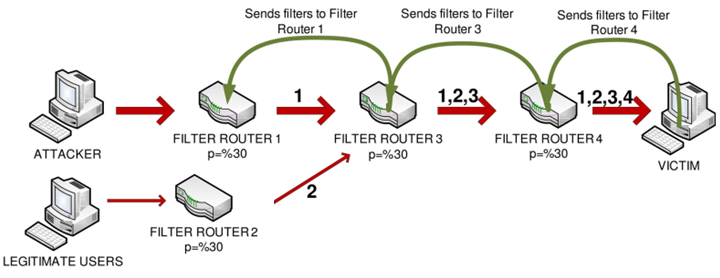 Sends filters to Filter
Router 1
Sends filters to Filter
Router 3
Sends filters to Filter
Router 4
1
1,2,3
1,2,3,4
ATTACKER
FILTER ROUTER 1
p=%30
FILTER ROUTER 3
p=%30
FILTER ROUTER 4
p=%30
VICTIM
2
FILTER ROUTER 2
p=%30
LEGITIMATE USERS